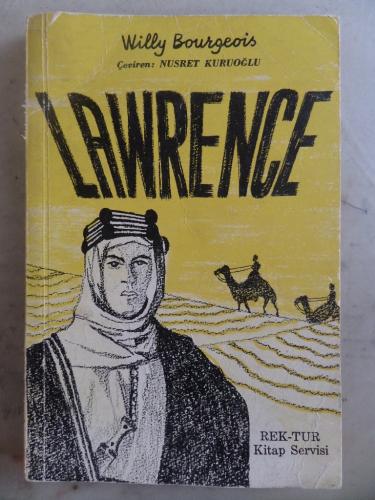 Willy Bourgeois
Çeviren: NUSRET KURUOĞLU
LAWRENCE
REK-TUR
Kitap Servisi